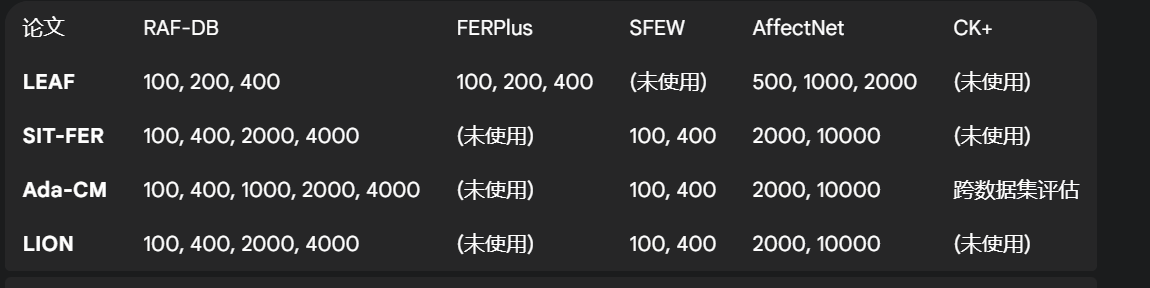 论文 RAF-DB FERPlus SFEW AffectNet CK+
LEAF 100, 200, 400 100, 200, 400 (未使用) 500, 1000, 2000 (未使用)
SIT-FER 100, 400, 2000, 4000 (未使用) 100, 400 2000, 10000 (未使用)
Ada-CM 100, 400, 1000, 2000, 4000 (未使用) 100, 400 2000, 10000 跨数据集评估
LION 100, 400, 2000, 4000 (未使用) 100, 400 2000, 10000 (未使用)